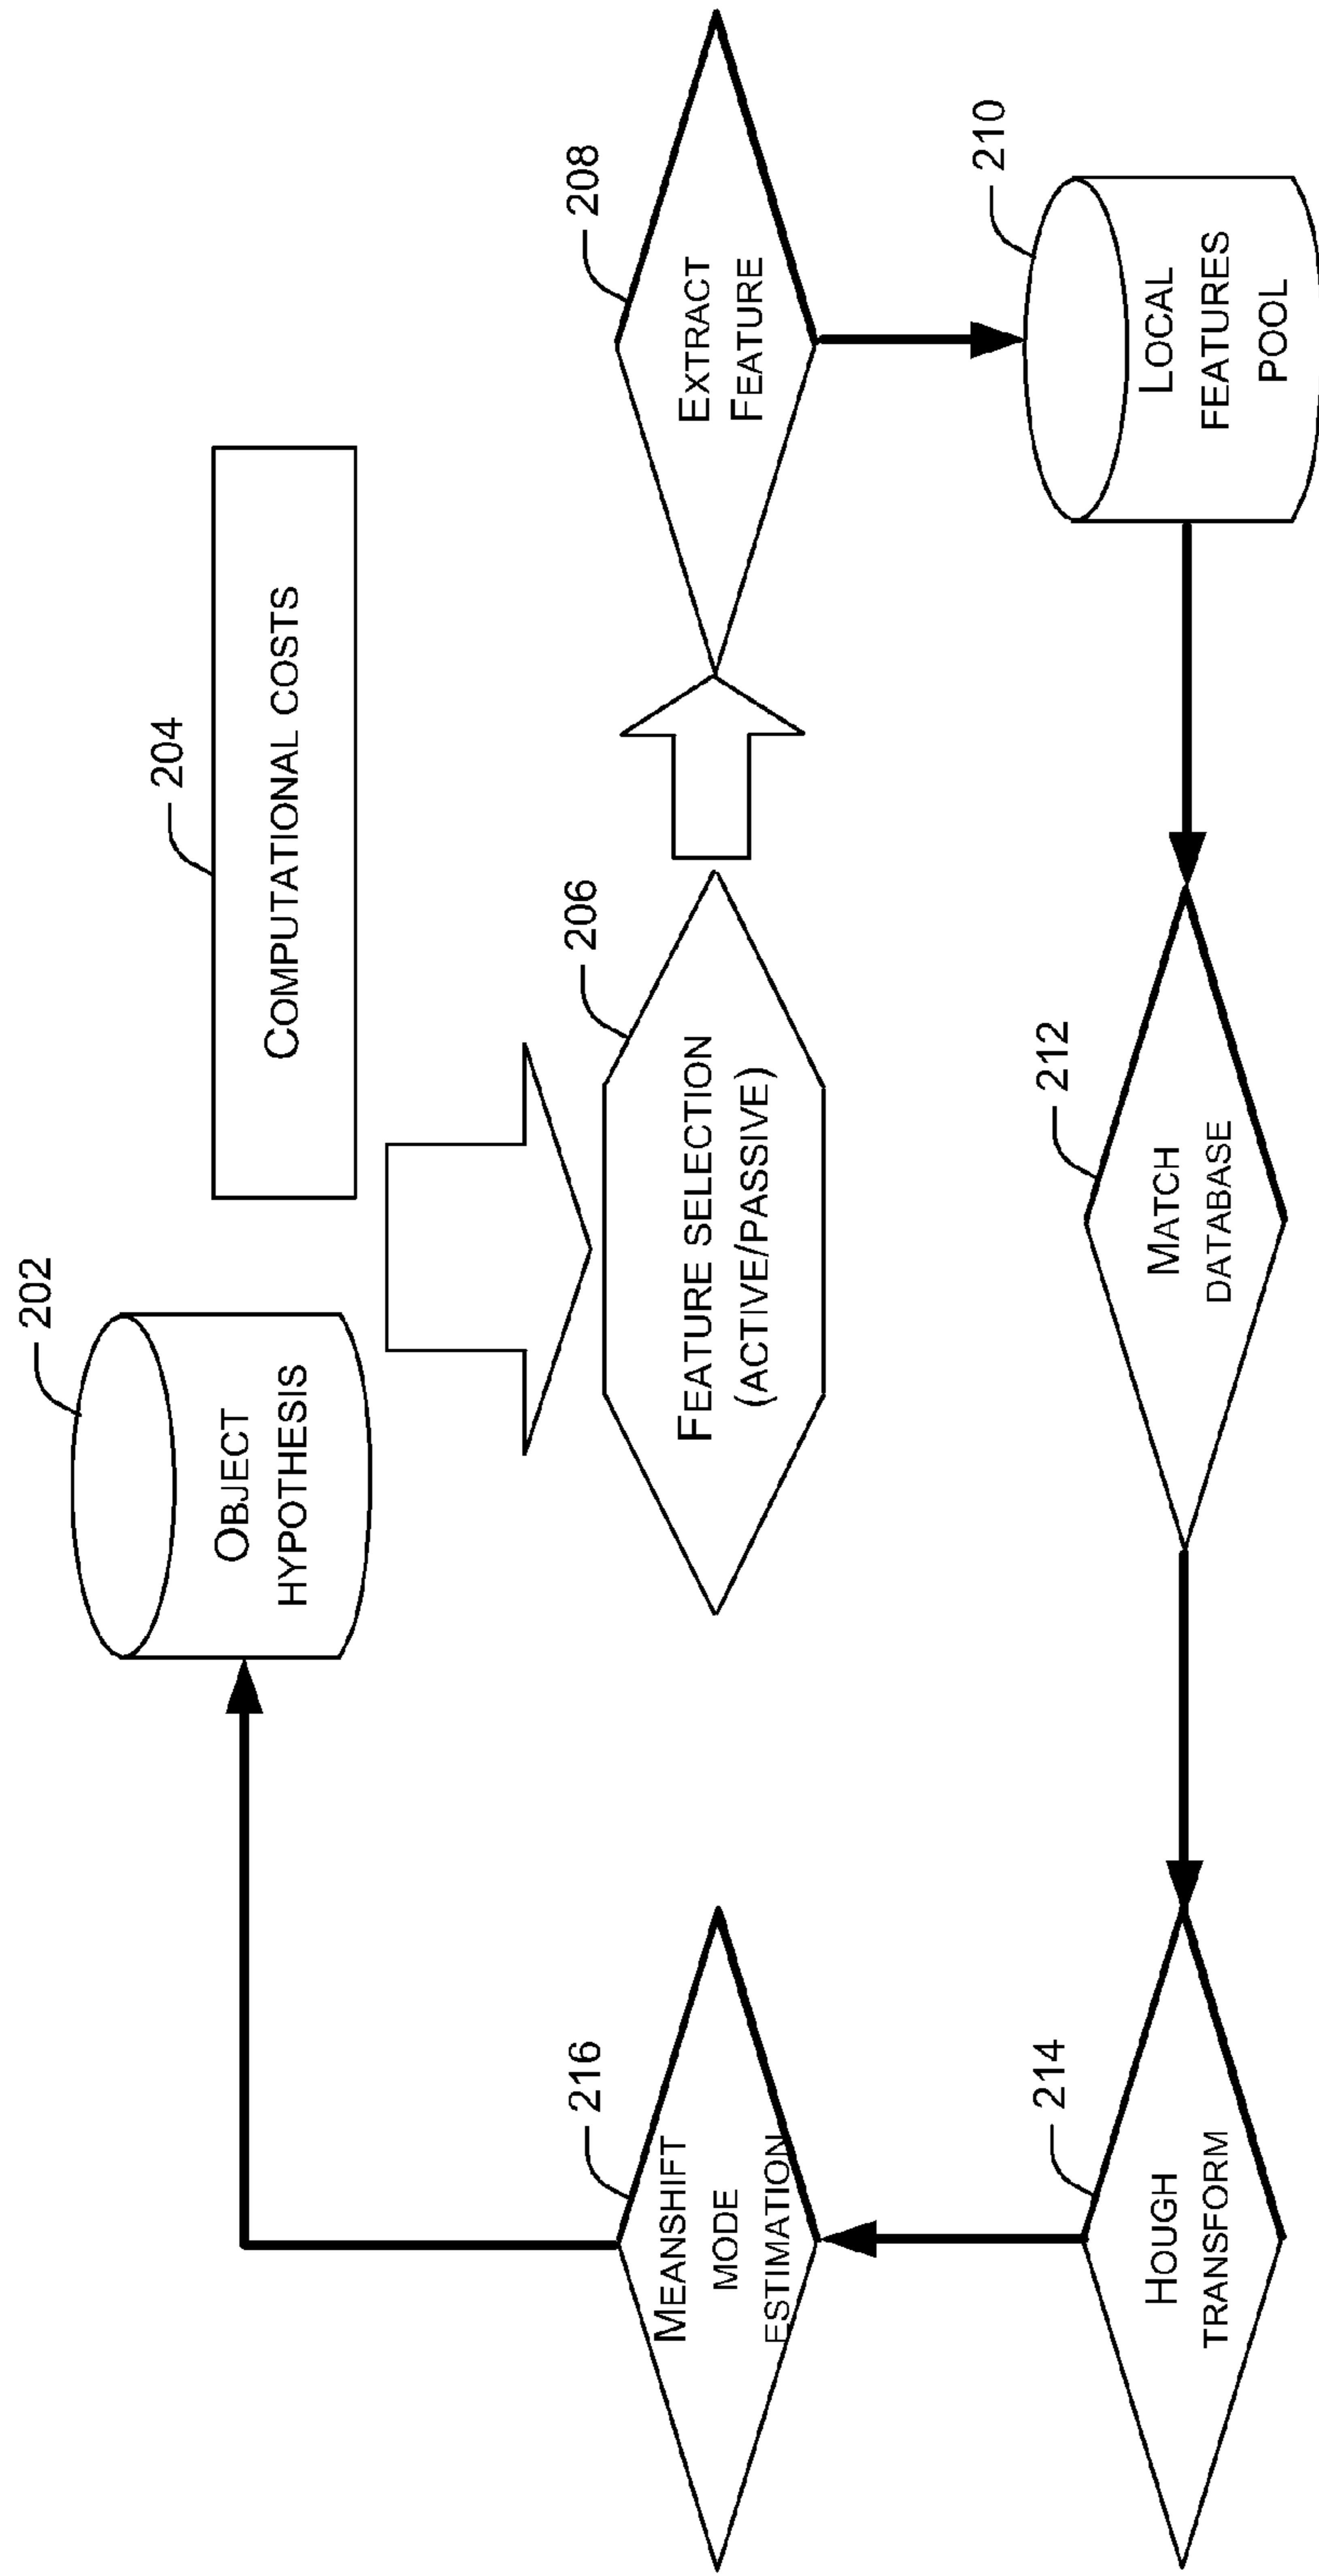 202
OBJECT
HYPOTHESIS
204
COMPUTATIONAL COSTS
206
FEATURE SELECTION
(ACTIVE/PASSIVE)
208
EXTRACT
FEATURE
210
LOCAL
FEATURES
POOL
212
MATCH
DATABASE
214
HOUGH
TRANSFORM
216
MEANSHIFT
MODE
ESTIMATION